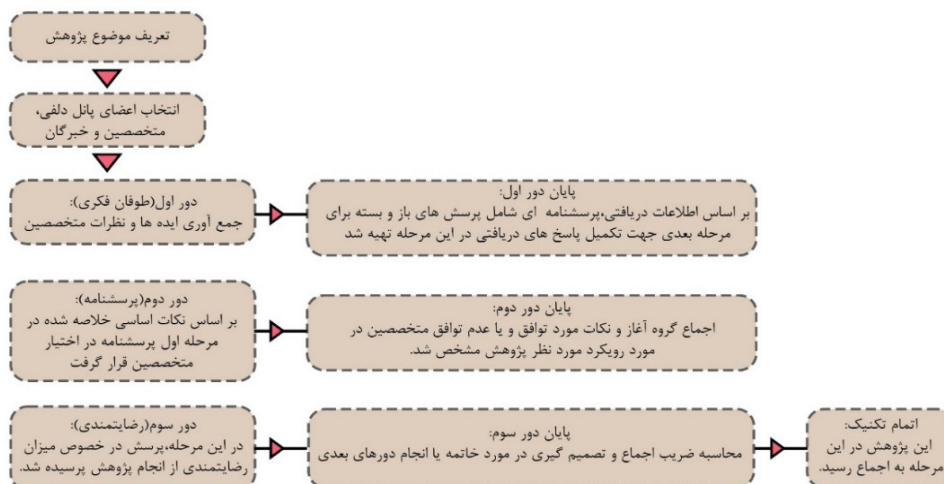 تعریف موضوع پژوهش
انتخاب اعضای پانل دلفی،
متخصصین و خبرگان
دور اول(طوفان فکری):
جمع آوری ایده ها و نظرات متخصصین
پایان دور اول:
بر اساس اطلاعات دریافتی،پرسشنامه ای شامل پرسش های باز و بسته برای
مرحله بعدی جهت تکمیل پاسخ های دریافتی در این مرحله تهیه شد
دور دوم(پرسشنامه):
بر اساس نکات اساسی خلاصه شده در
مرحله اول پرسشنامه در اختیار
متخصصین قرار گرفت
پایان دور دوم:
اجماع گروه آغاز و نکات مورد توافق و یا عدم توافق متخصصین در
مورد رویکرد مورد نظر پژوهش مشخص شد.
دور سوم(رضایتمندی):
در این مرحله،پرسش در خصوص میزان
رضایتمندی از انجام پژوهش پرسیده شد.
پایان دور سوم:
محاسبه ضریب اجماع و تصمیم گیری در مورد خاتمه یا انجام دورهای بعدی
اتمام تکنیک:
این پژوهش در این
مرحله به اجماع رسید.